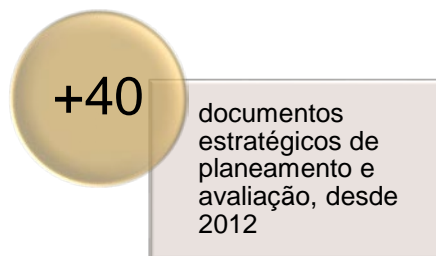 +40
documentos
estratégicos de
planeamento e
avaliação, desde
2012